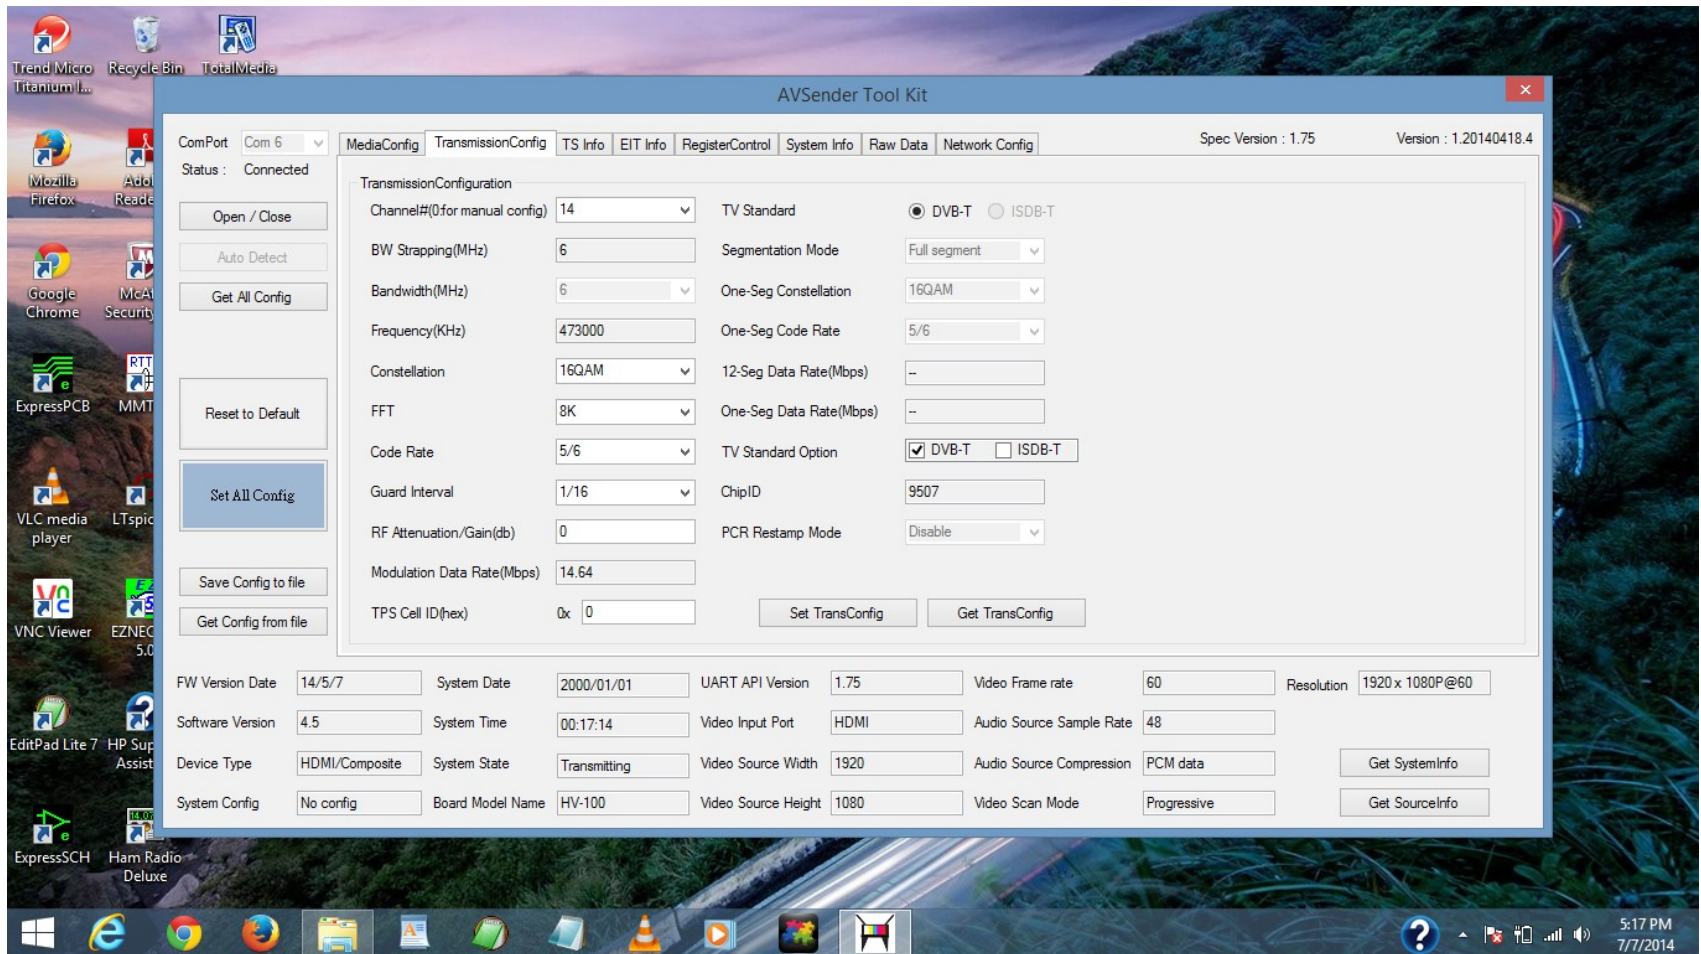 Trend Micro
Titanium I...
Recycle Bin
TotalMedia
Mozilla
Firefox
Google
Chrome
ExpressPCB
VLC media
player
VNC Viewer
EditPad Lite 7
ExpressSCH
Ham Radio
Deluxe
AVSender Tool Kit
ComPort Com 6
Status : Connected
Open / Close
Auto Detect
Get All Config
Reset to Default
Set All Config
Save Config to file
Get Config from file
MediaConfig TransmissionConfig TS Info EIT Info RegisterControl System Info Raw Data Network Config
Spec Version : 1.75 Version : 1.20140418.4
TransmissionConfiguration
Channel#(0:for manual config) 14
BW Strapping(MHz) 6
Bandwidth(MHz) 6
Frequency(KHz) 473000
Constellation 16QAM
FFT 8K
Code Rate 5/6
Guard Interval 1/16
RF Attenuation/Gain(db) 0
Modulation Data Rate(Mbps) 14.64
TPS Cell ID(hex) 0x 0
TV Standard DVB-T ISDB-T
Segmentation Mode Full segment
One-Seg Constellation 16QAM
One-Seg Code Rate 5/6
12-Seg Data Rate(Mbps) --
One-Seg Data Rate(Mbps) --
TV Standard Option DVB-T ISDB-T
ChipID 9507
PCR Restamp Mode Disable
Set TransConfig Get TransConfig
FW Version Date 14/5/7 System Date 2000/01/01 UART API Version 1.75 Video Frame rate 60 Resolution 1920 x 1080P@60
Software Version 4.5 System Time 00:17:14 Video Input Port HDMI Audio Source Sample Rate 48
Device Type HDMI/Composite System State Transmitting Video Source Width 1920 Audio Source Compression PCM data Get SystemInfo
System Config No config Board Model Name HV-100 Video Source Height 1080 Video Scan Mode Progressive Get SourceInfo
5:17 PM
7/7/2014